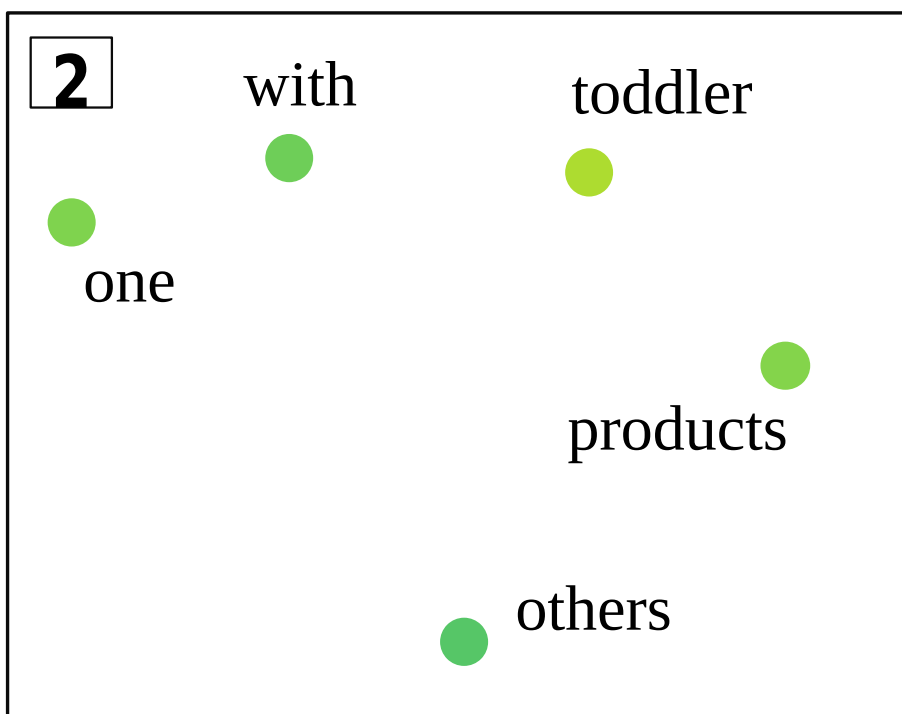 2
with
toddler
one
products
others